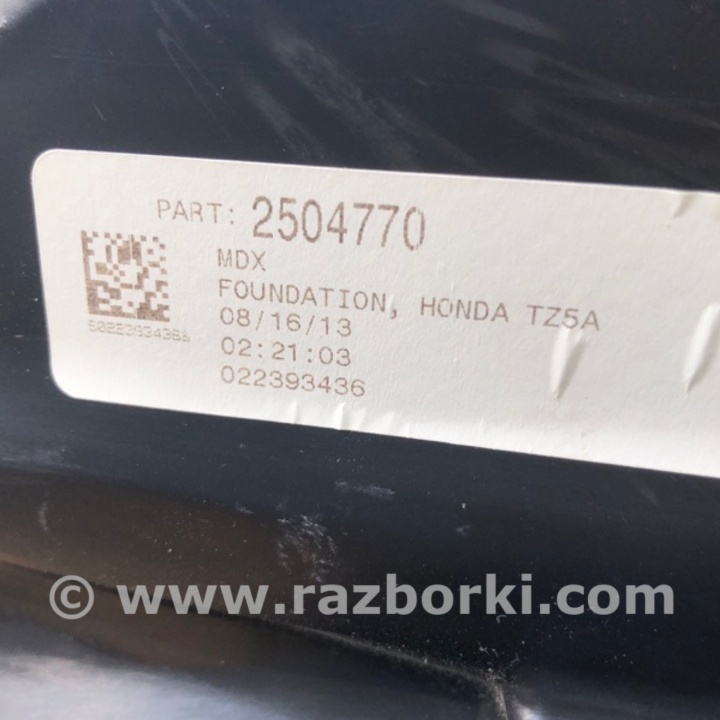 PART: 2504770
MDX
FOUNDATION, HONDA TZ5A
08/16/13
02:21:03
022393436
© www.razborki.com